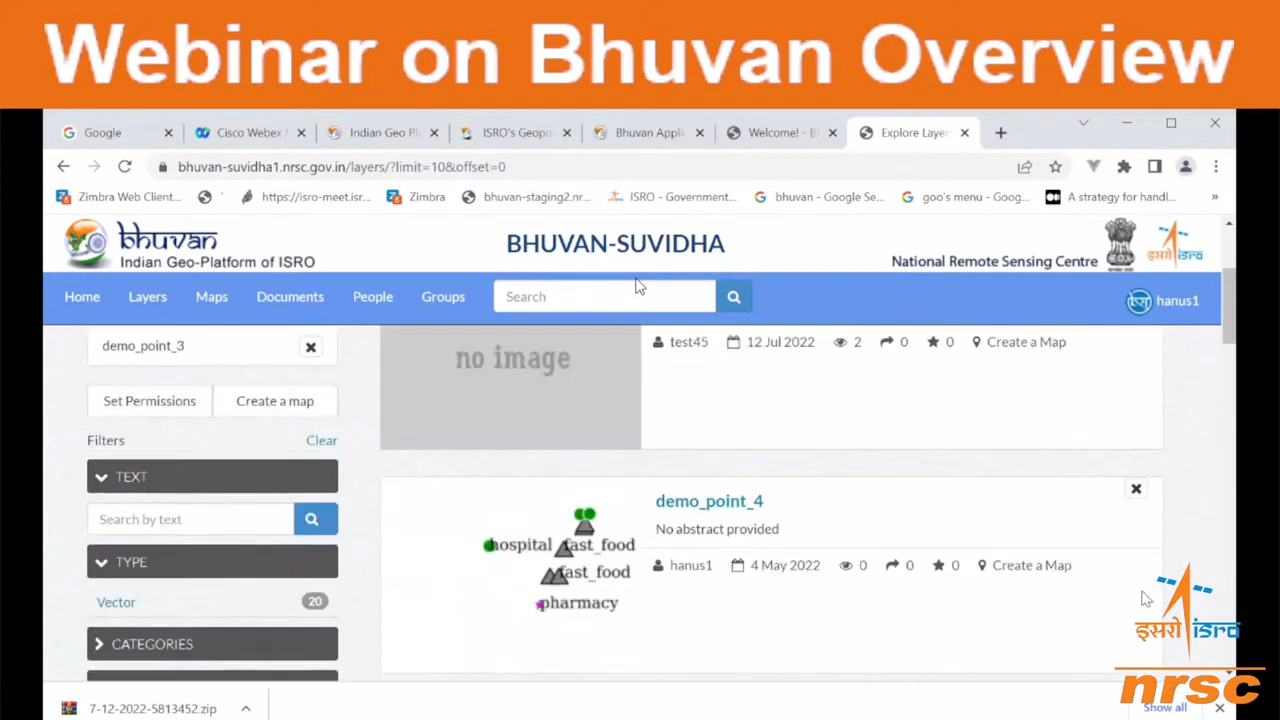 Webinar on Bhuvan Overview
Google
Cisco Webex
Indian Geo Pl
ISRO's Geopo
Bhuvan Appli
Welcome! - B
Explore Layer
bhuvan-suvidha1.nrsc.gov.in/layers/?limit=10&offset=0
Zimbra Web Client...
https://isro-meet.isr...
Zimbra
bhuvan-staging2.nr...
ISRO - Government...
bhuvan - Google Se...
goo's menu - Goog...
A strategy for handl...
bhuvan
Indian Geo-Platform of ISRO
BHUVAN-SUVIDHA
National Remote Sensing Centre
इसरो isro
Home
Layers
Maps
Documents
People
Groups
Search
hanus1
demo_point_3
Set Permissions
Create a map
Filters
Clear
TEXT
Search by text
TYPE
Vector
20
CATEGORIES
no image
test45
12 Jul 2022
2
0
0
Create a Map
demo_point_4
No abstract provided
hanus1
4 May 2022
0
0
0
Create a Map
hospital
fast_food
fast_food
pharmacy
इसरो isro
nrsc
7-12-2022-5813452.zip
Show all